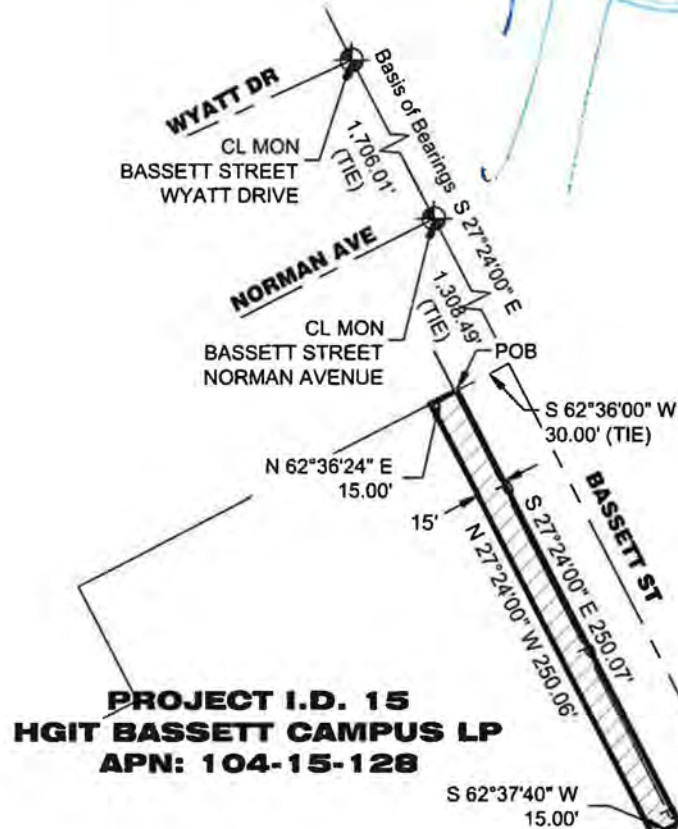 WYATT DR
CL MON
BASSETT STREET
WYATT DRIVE
Basis of Bearings S 27°24'00" E
1,706.01'
(TIE)
NORMAN AVE
CL MON
BASSETT STREET
NORMAN AVENUE
1,308.49'
(TIE)
POB
S 62°36'00" W
30.00' (TIE)
N 62°36'24" E
15.00'
15'
BASSETT ST
S 27°24'00" E 250.07'
N 27°24'00" W 250.06'
PROJECT I.D. 15
HGIT BASSETT CAMPUS LP
APN: 104-15-128
S 62°37'40" W
15.00'